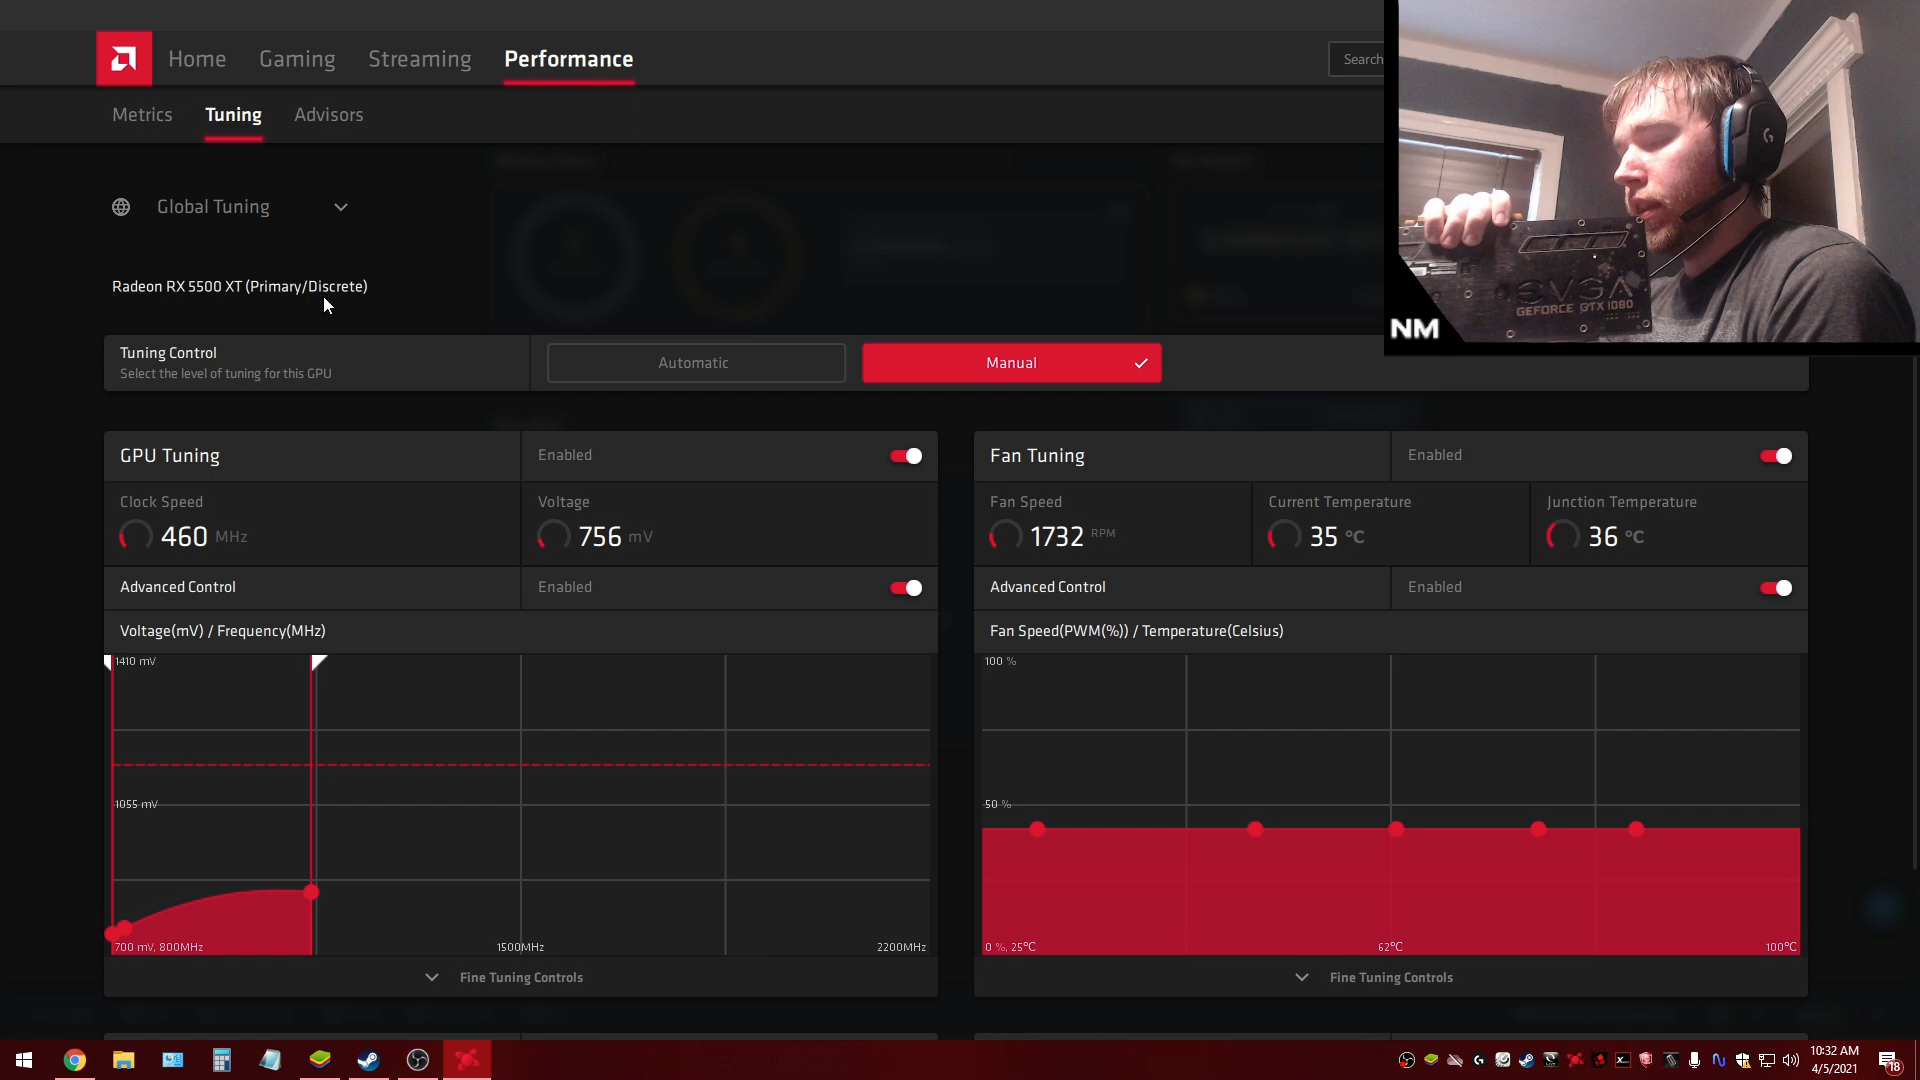 Home Gaming Streaming Performance
Search
Metrics Tuning Advisors
Global Tuning
Radeon RX 5500 XT (Primary/Discrete)
EVGA
GEFORCE GTX 1080
NM
Tuning Control
Select the level of tuning for this GPU
Automatic
Manual
GPU Tuning
Enabled
Clock Speed
460 MHz
Voltage
756 mV
Advanced Control
Enabled
Voltage(mV) / Frequency(MHz)
1410 mV
1055 mV
700 mV, 800MHz
1500MHz
2200MHz
Fine Tuning Controls
Fan Tuning
Enabled
Fan Speed
1732 RPM
Current Temperature
35 °C
Junction Temperature
36 °C
Advanced Control
Enabled
Fan Speed(PWM(%)) / Temperature(Celsius)
100 %
50 %
0 %, 25°C
62°C
100°C
Fine Tuning Controls
10:32 AM
4/5/2021
18